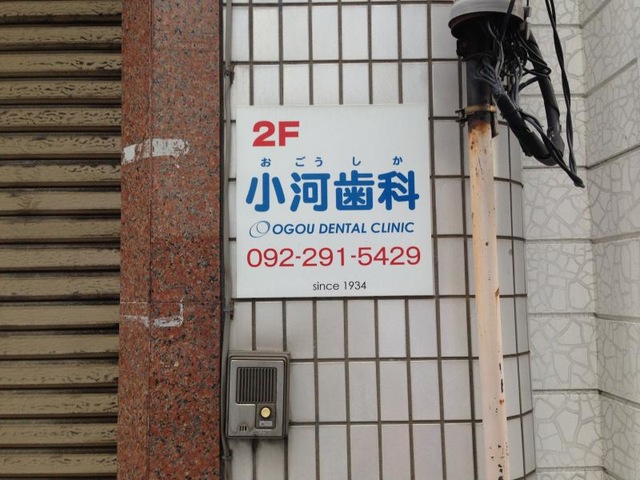 2F
おごうしか
小河歯科
OGOU DENTAL CLINIC
092-291-5429
since 1934